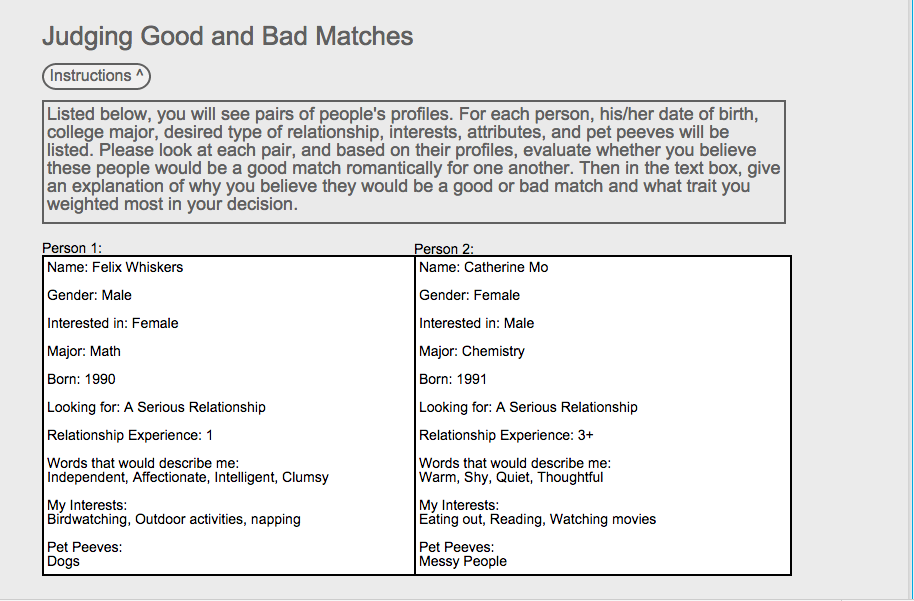 Judging Good and Bad Matches
Instructions ^
Listed below, you will see pairs of people's profiles. For each person, his/her date of birth,
college major, desired type of relationship, interests, attributes, and pet peeves will be
listed. Please look at each pair, and based on their profiles, evaluate whether you believe
these people would be a good match romantically for one another. Then in the text box, give
an explanation of why you believe they would be a good or bad match and what trait you
weighted most in your decision.
Person 1:
Name: Felix Whiskers
Gender: Male
Interested in: Female
Major: Math
Born: 1990
Looking for: A Serious Relationship
Relationship Experience: 1
Words that would describe me:
Independent, Affectionate, Intelligent, Clumsy
My Interests:
Birdwatching, Outdoor activities, napping
Pet Peeves:
Dogs
Person 2:
Name: Catherine Mo
Gender: Female
Interested in: Male
Major: Chemistry
Born: 1991
Looking for: A Serious Relationship
Relationship Experience: 3+
Words that would describe me:
Warm, Shy, Quiet, Thoughtful
My Interests:
Eating out, Reading, Watching movies
Pet Peeves:
Messy People